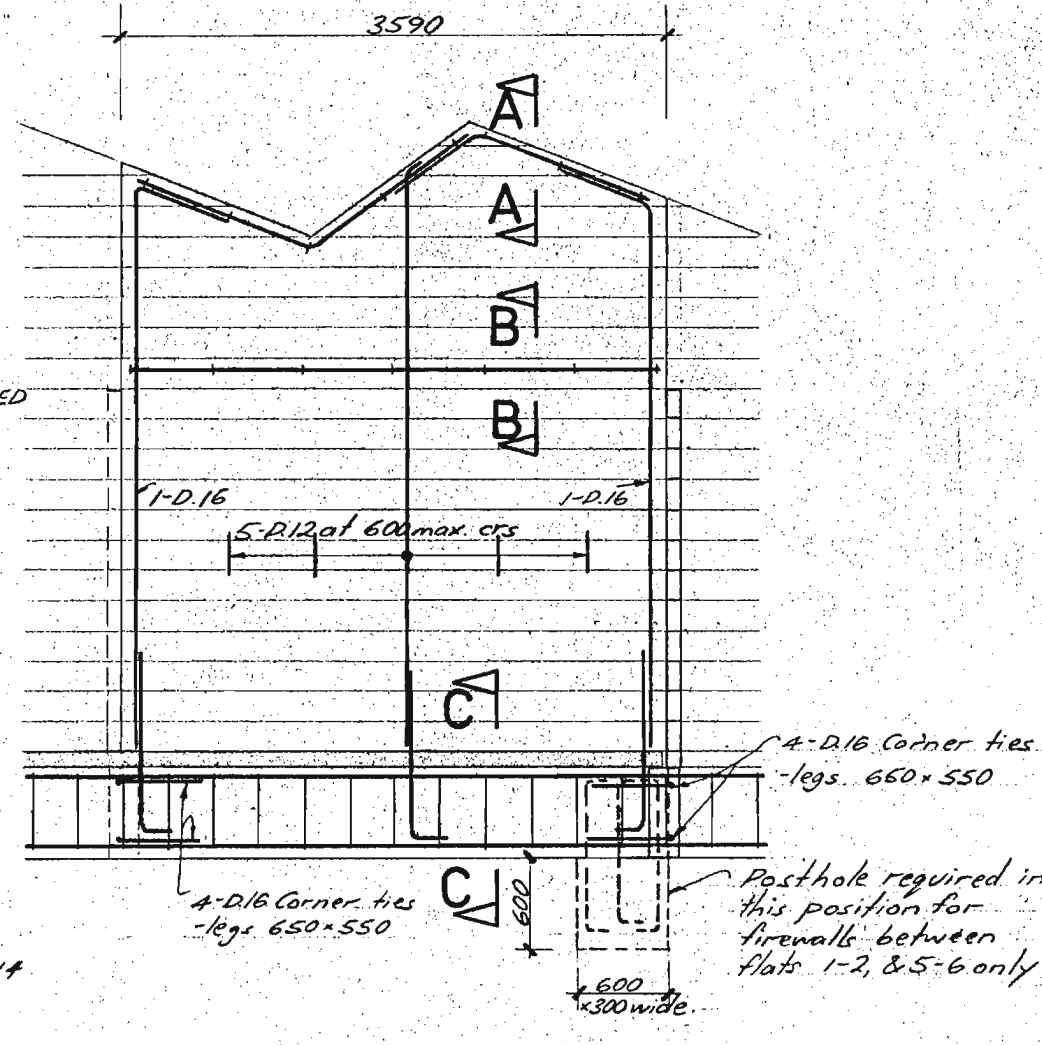 3590
A
A
B
ED
B
1-D.16
1-D.16
5-D.12 at 600 max. crs
C
4-D.16 Corner ties
-legs 650 x 550
C
600
4-D.16 Corner ties
-legs 650 x 550
Posthole required in
this position for
firewalls between
flats 1-2, & 5-6 only
600
x300 wide.